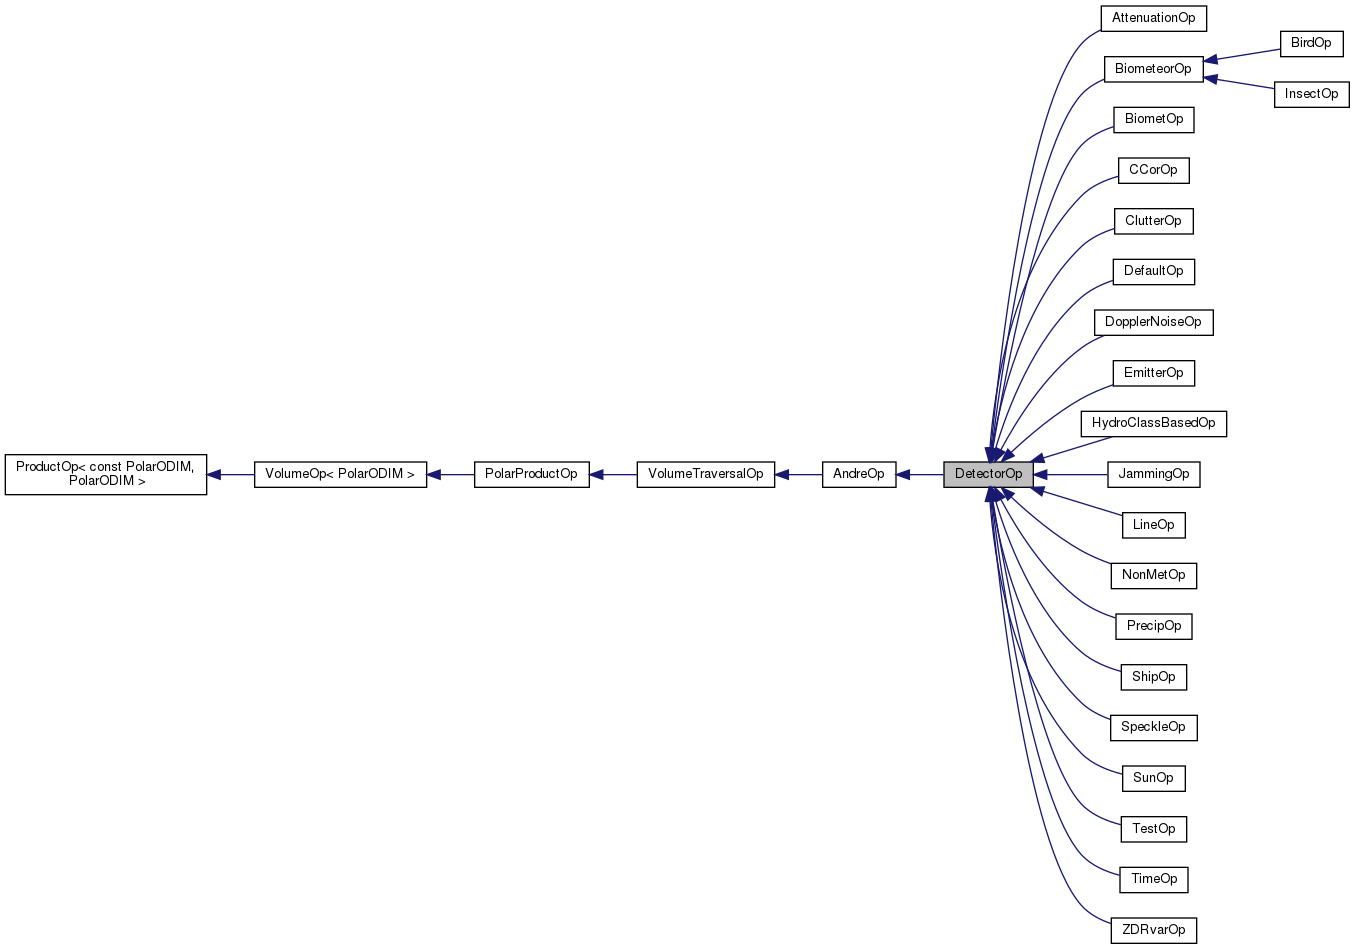 AttenuationOp
BiometeorOp
BirdOp
InsectOp
BiometOp
CCorOp
ClutterOp
DefaultOp
DopplerNoiseOp
EmitterOp
HydroClassBasedOp
ProductOp< const PolarODIM,
PolarODIM >
VolumeOp< PolarODIM >
PolarProductOp
VolumeTraversalOp
AndreOp
DetectorOp
JammingOp
LineOp
NonMetOp
PrecipOp
ShipOp
SpeckleOp
SunOp
TestOp
TimeOp
ZDRvarOp